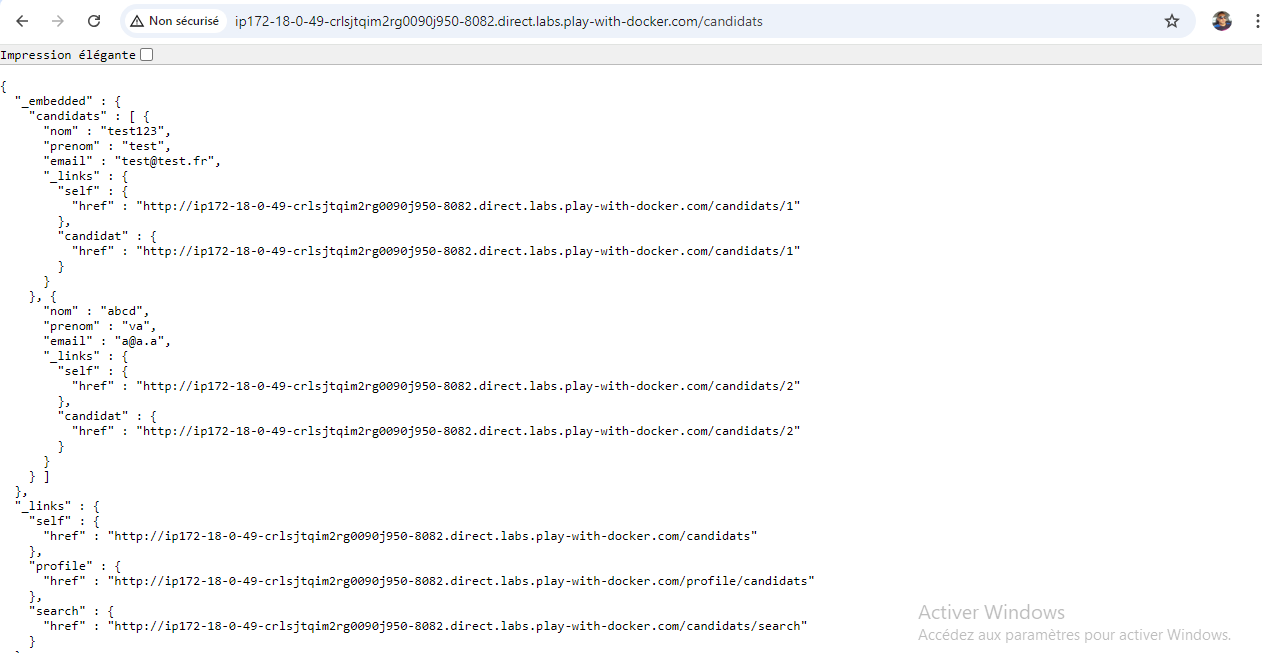 Non sécurisé ip172-18-0-49-crlsjtqim2rg0090j950-8082.direct.labs.play-with-docker.com/candidats
Impression élégante
{
  "_embedded" : {
    "candidats" : [ {
      "nom" : "test123",
      "prenom" : "test",
      "email" : "test@test.fr",
      "_links" : {
        "self" : {
          "href" : "http://ip172-18-0-49-crlsjtqim2rg0090j950-8082.direct.labs.play-with-docker.com/candidats/1"
        },
        "candidat" : {
          "href" : "http://ip172-18-0-49-crlsjtqim2rg0090j950-8082.direct.labs.play-with-docker.com/candidats/1"
        }
      }
    }, {
      "nom" : "abcd",
      "prenom" : "va",
      "email" : "a@a.a",
      "_links" : {
        "self" : {
          "href" : "http://ip172-18-0-49-crlsjtqim2rg0090j950-8082.direct.labs.play-with-docker.com/candidats/2"
        },
        "candidat" : {
          "href" : "http://ip172-18-0-49-crlsjtqim2rg0090j950-8082.direct.labs.play-with-docker.com/candidats/2"
        }
      }
    } ]
  },
  "_links" : {
    "self" : {
      "href" : "http://ip172-18-0-49-crlsjtqim2rg0090j950-8082.direct.labs.play-with-docker.com/candidats"
    },
    "profile" : {
      "href" : "http://ip172-18-0-49-crlsjtqim2rg0090j950-8082.direct.labs.play-with-docker.com/profile/candidats"
    },
    "search" : {
      "href" : "http://ip172-18-0-49-crlsjtqim2rg0090j950-8082.direct.labs.play-with-docker.com/candidats/search"
    }
Activer Windows
Accédez aux paramètres pour activer Windows.